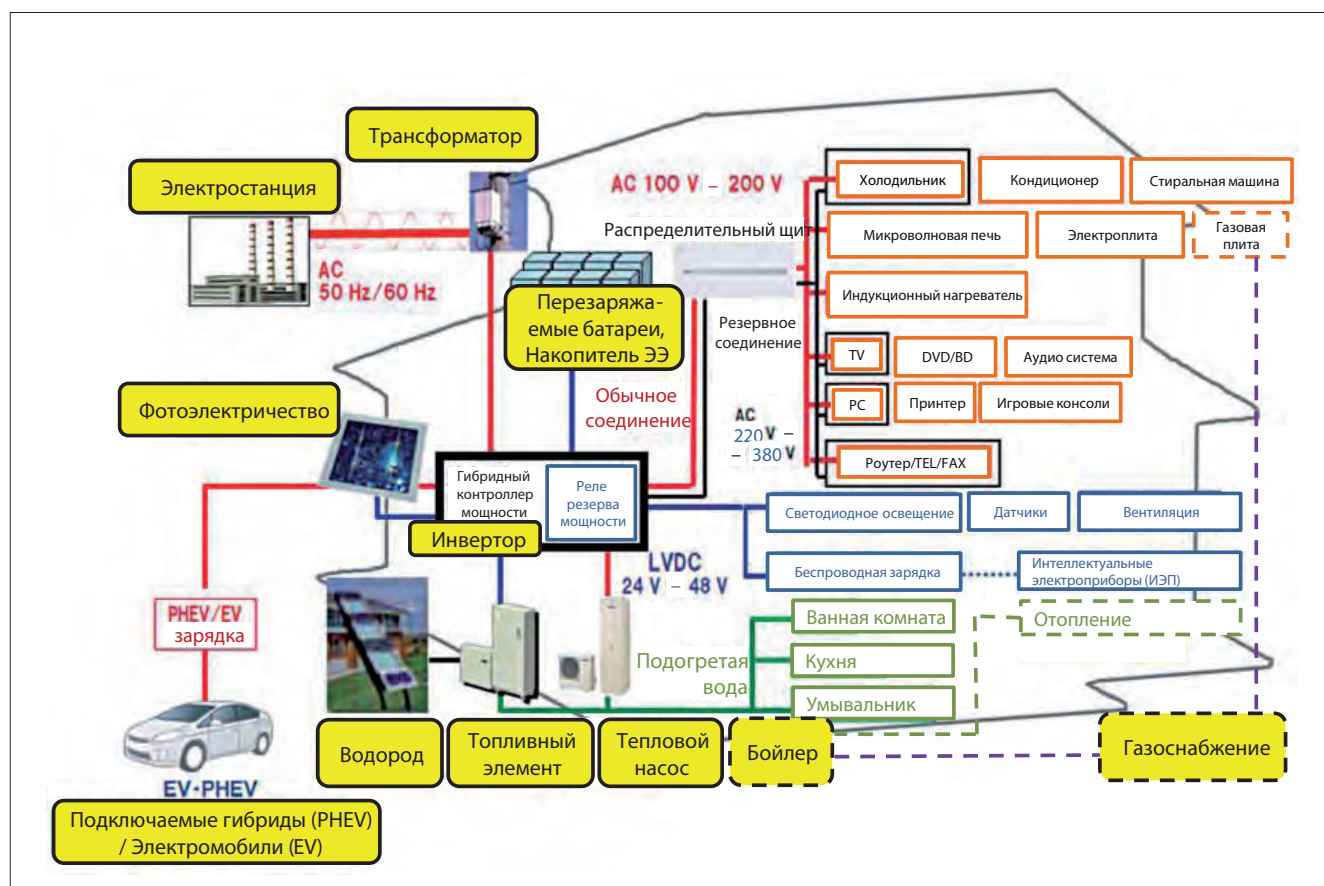 Трансформатор
Электростанция
AC 100 V – 200 V
Холодильник
Кондиционер
Стиральная машина
Распределительный щит
Микроволновая печь
Электроплита
Газовая
плита
AC
50 Hz/60 Hz
Перезаряжа-
емые батареи,
Накопитель ЭЭ
Индукционный нагреватель
Резервное
соединение
TV
DVD/BD
Аудио система
Фотоэлектричество
Обычное
соединение
PC
Принтер
Игровые консоли
AC
220 V –
– 380 V
Роутер/TEL/FAX
Гибридный
контроллер
мощности
Реле
резерва
мощности
Инвертор
Светодиодное освещение
Датчики
Вентиляция
LVDC
24 V – 48 V
Беспроводная зарядка
Интеллектуальные
электроприборы (ИЭП)
PHEV/EV
зарядка
Ванная комната
Отопление
Подогретая
вода
Кухня
Умывальник
Водород
Топливный
элемент
Тепловой
насос
Бойлер
Газоснабжение
EV·PHEV
Подключаемые гибриды (PHEV)
/ Электромобили (EV)